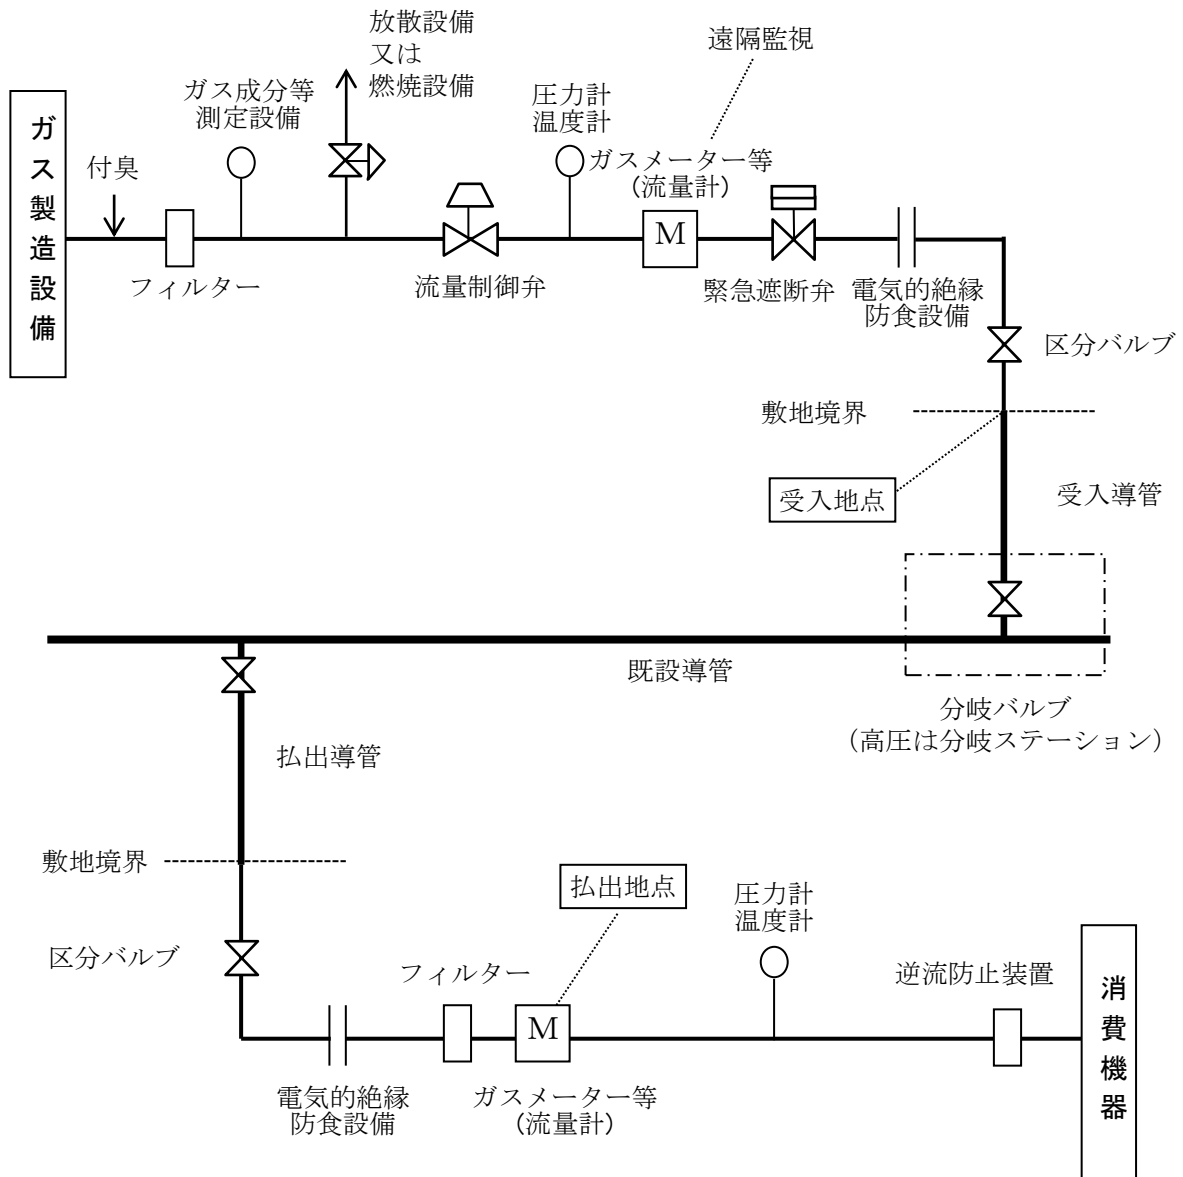 放散設備
又は
燃焼設備
遠隔監視
ガス成分等
測定設備
圧力計
温度計
ガス製造設備
付臭
ガスメーター等
(流量計)
M
フィルター
流量制御弁
緊急遮断弁
電気的絶縁
防食設備
区分バルブ
敷地境界
受入地点
受入導管
既設導管
分岐バルブ
(高圧は分岐ステーション)
払出導管
敷地境界
払出地点
圧力計
温度計
区分バルブ
フィルター
逆流防止装置
消費機器
M
電気的絶縁
防食設備
ガスメーター等
(流量計)